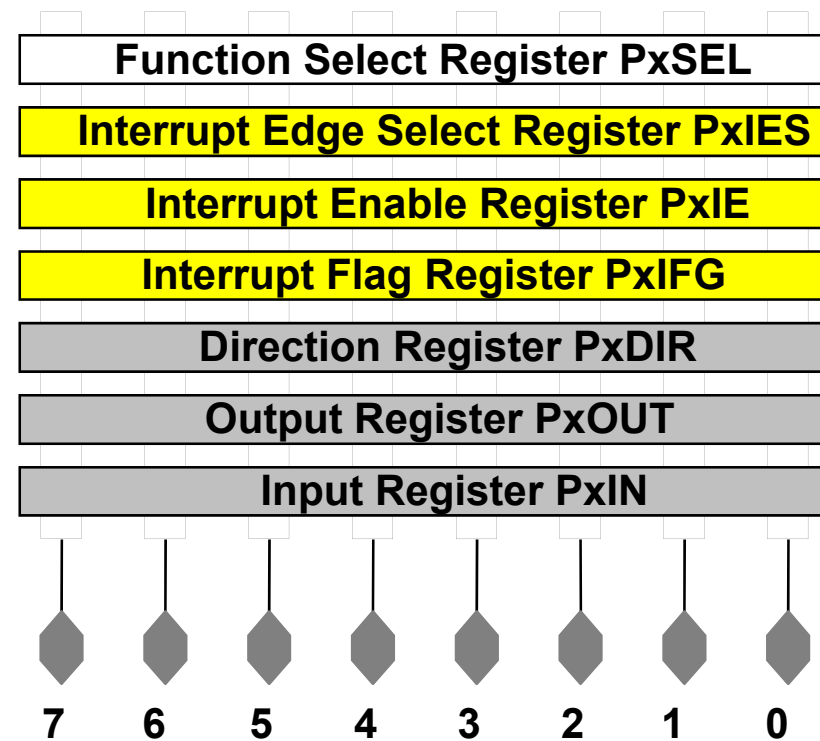 Function Select Register PxSEL
Interrupt Edge Select Register PxIES
Interrupt Enable Register PxIE
Interrupt Flag Register PxIFG
Direction Register PxDIR
Output Register PxOUT
Input Register PxIN
7 6 5 4 3 2 1 0